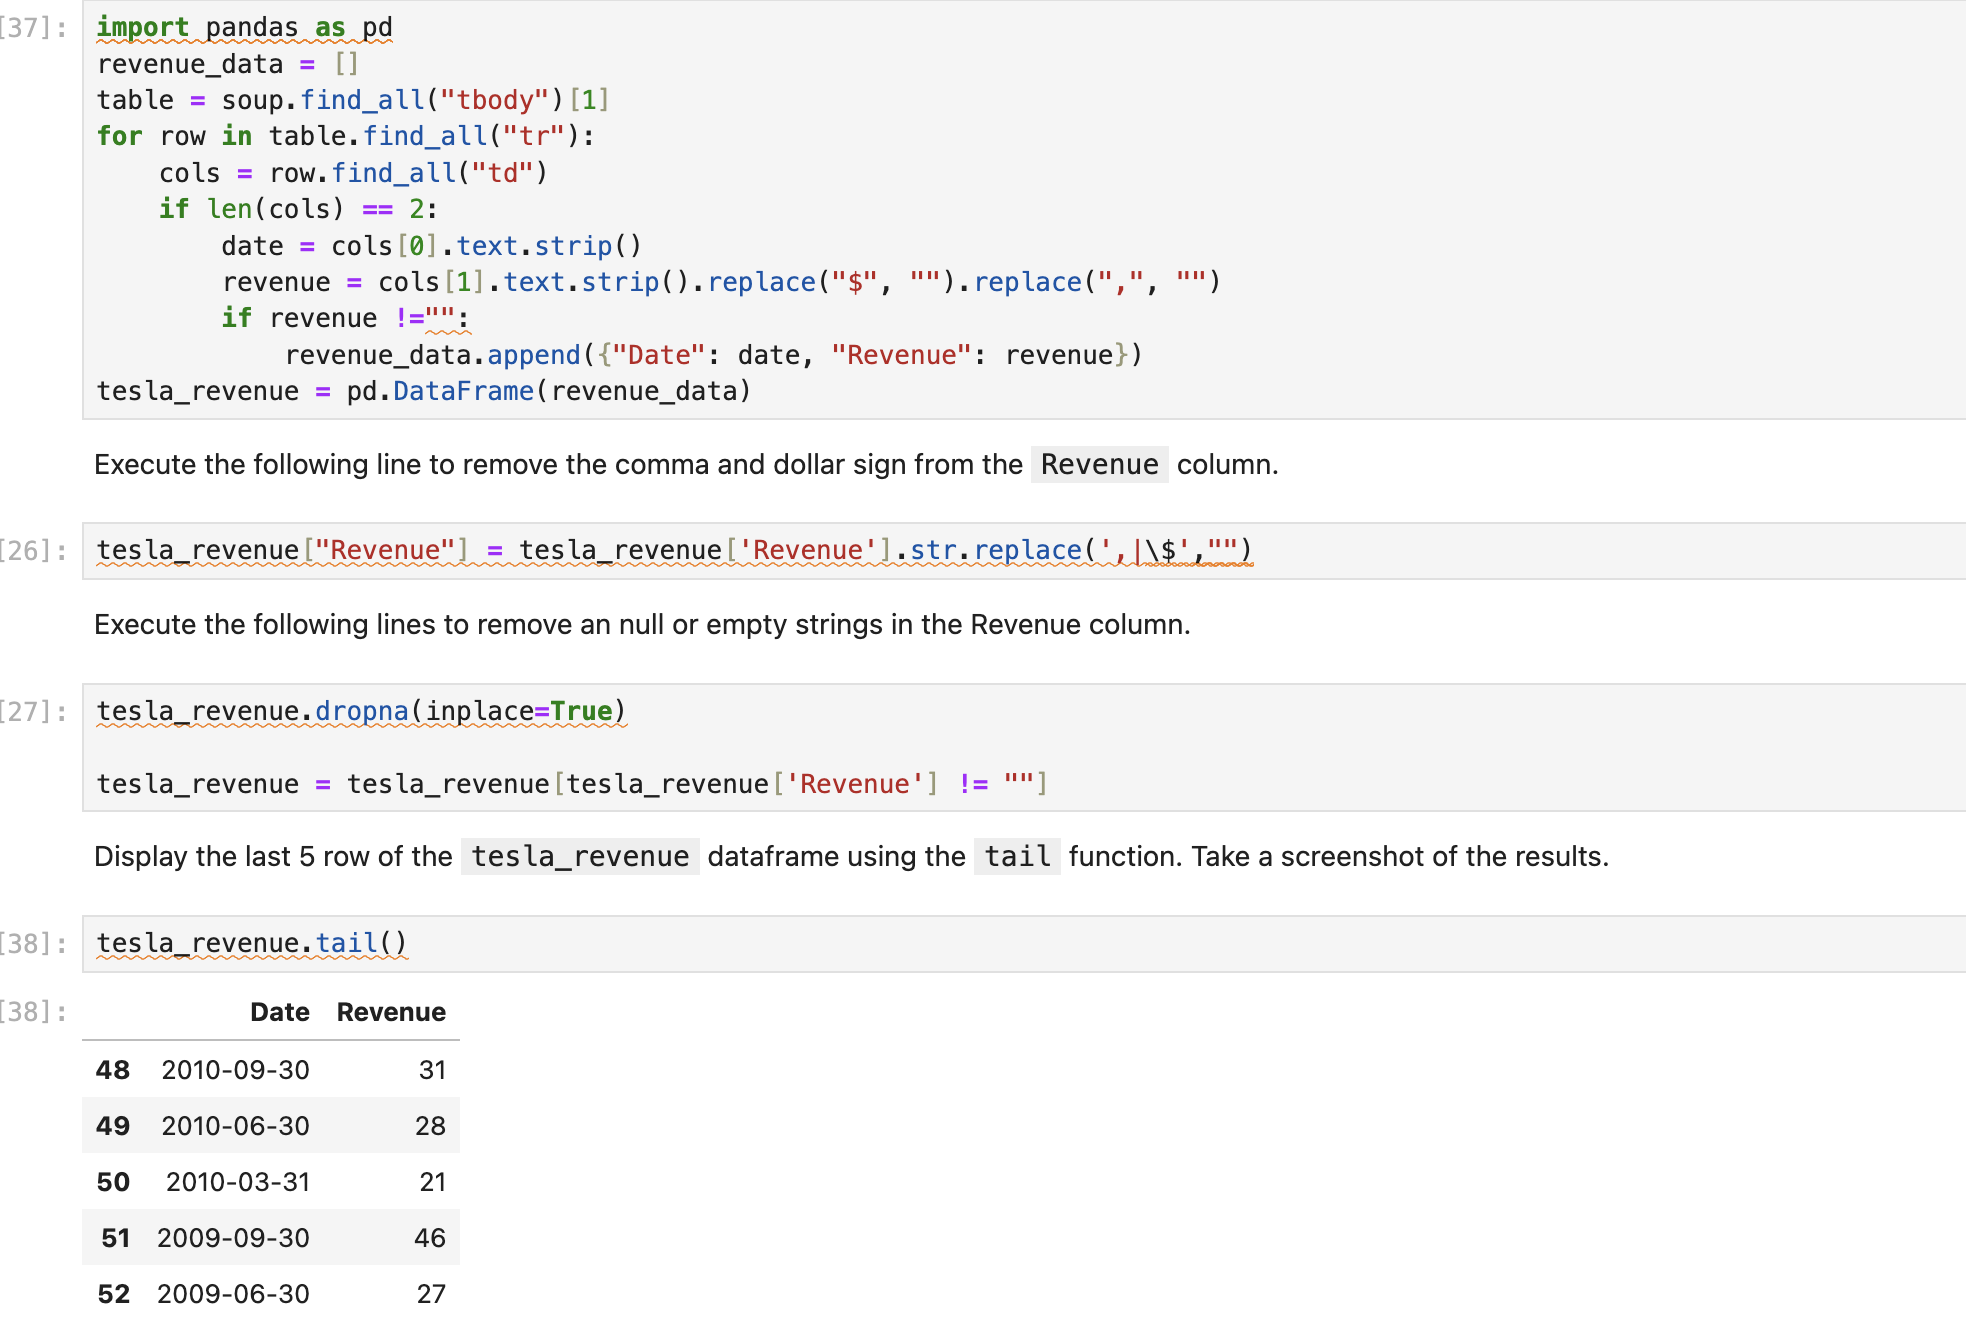 [37]:
import pandas as pd
revenue_data = []
table = soup.find_all("tbody")[1]
for row in table.find_all("tr"):
    cols = row.find_all("td")
    if len(cols) == 2:
        date = cols[0].text.strip()
        revenue = cols[1].text.strip().replace("$", "").replace(",", "")
        if revenue !="":
            revenue_data.append({"Date": date, "Revenue": revenue})
tesla_revenue = pd.DataFrame(revenue_data)
Execute the following line to remove the comma and dollar sign from the Revenue column.
[26]:
tesla_revenue["Revenue"] = tesla_revenue['Revenue'].str.replace(',|\$',"")
Execute the following lines to remove an null or empty strings in the Revenue column.
[27]:
tesla_revenue.dropna(inplace=True)
tesla_revenue = tesla_revenue[tesla_revenue['Revenue'] != ""]
Display the last 5 row of the tesla_revenue dataframe using the tail function. Take a screenshot of the results.
[38]:
tesla_revenue.tail()
[38]:
Date Revenue
48 2010-09-30 31
49 2010-06-30 28
50 2010-03-31 21
51 2009-09-30 46
52 2009-06-30 27